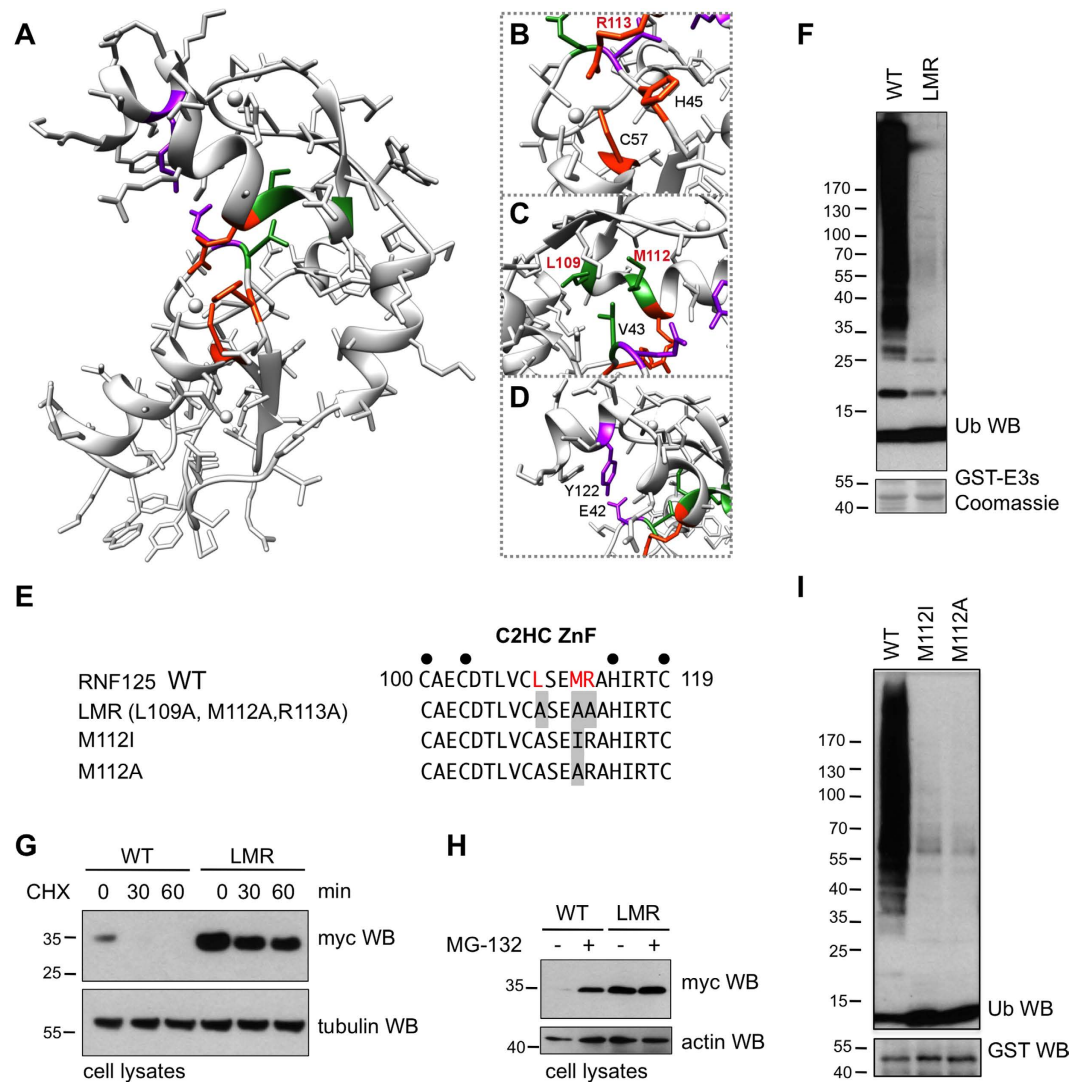 A
B
R113
H45
C57
C
L109
M112
V43
D
Y122
E42
E
C2HC ZnF
RNF125 WT 100 CAECDTLVCLSEMRAHIRTC 119
LMR (L109A, M112A,R113A) CAECDTLVCASEAAAHIRTC
M112I CAECDTLVCASEIRAHIRTC
M112A CAECDTLVCASEARAHIRTC
F
WT LMR
170
130
100
70
55
40
35
25
15
Ub WB
55
40
GST-E3s
Coomassie
G
WT LMR
CHX 0 30 60 0 30 60 min
35
25
myc WB
55
tubulin WB
cell lysates
H
WT LMR
MG-132 - + - +
35
myc WB
40
actin WB
cell lysates
I
WT M112I M112A
170
130
100
70
55
40
35
25
15
Ub WB
55
40
GST WB